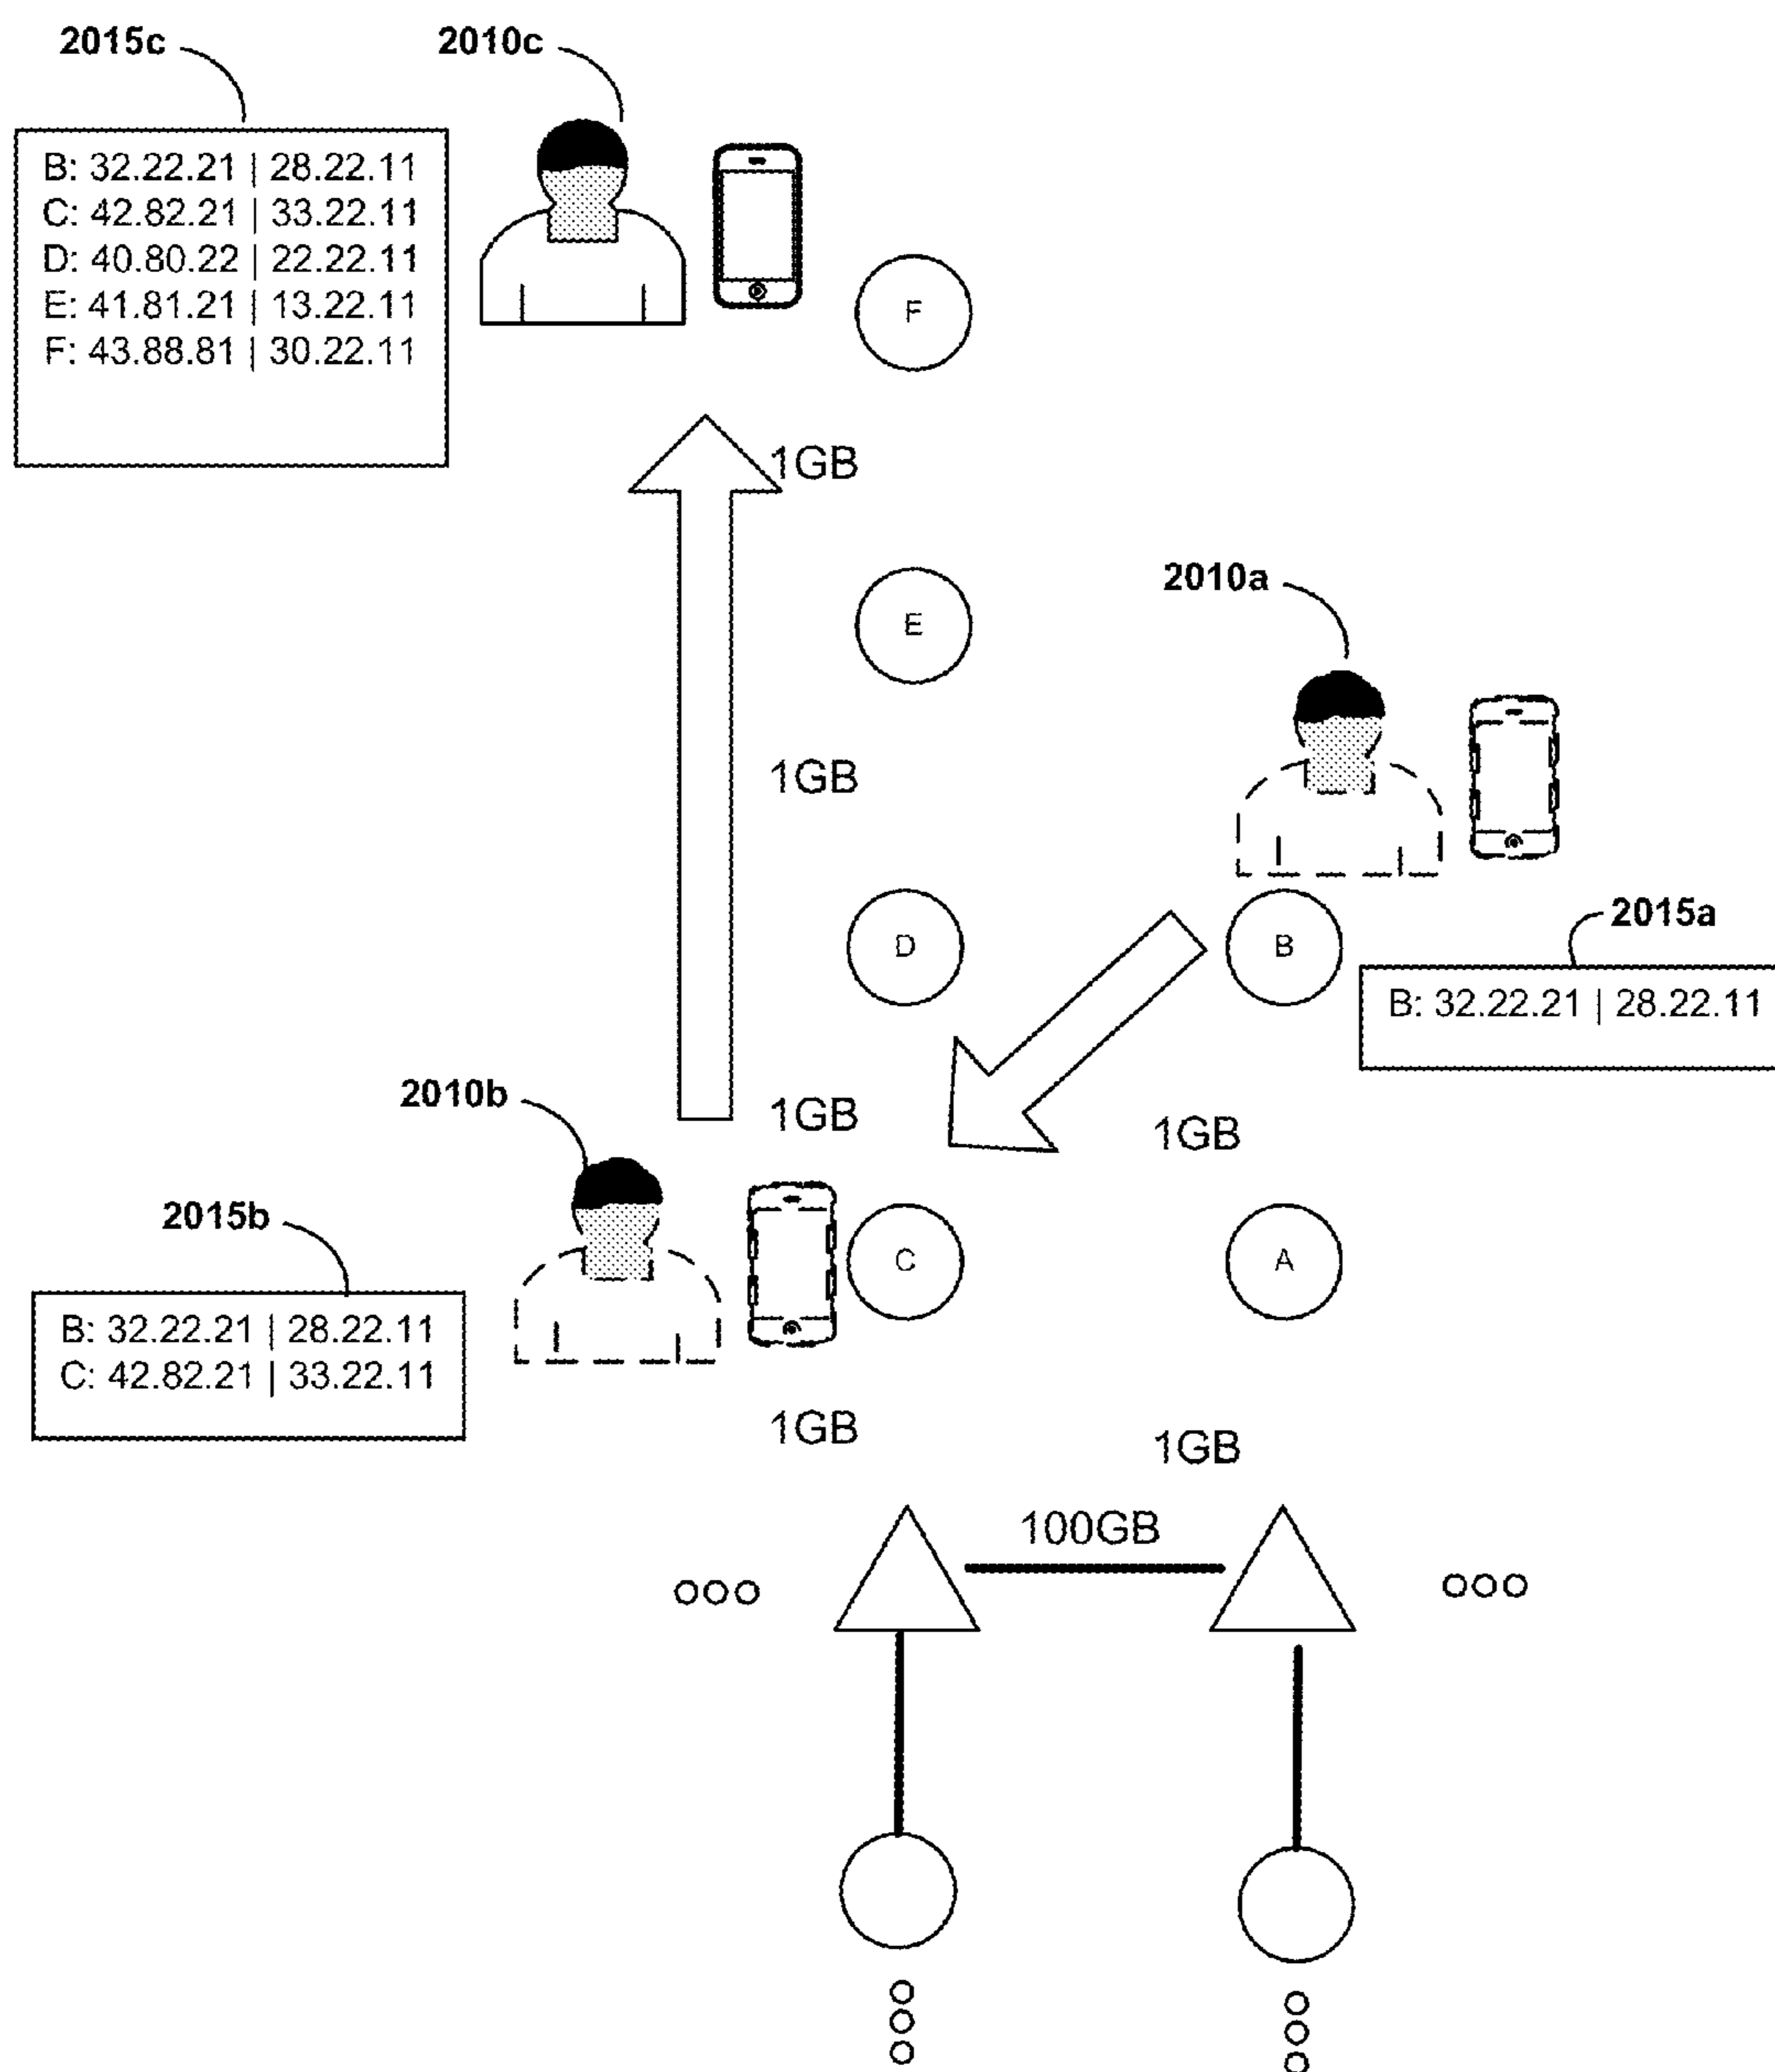 2015c
2010c
B: 32.22.21 | 28.22.11
C: 42.82.21 | 33.22.11
D: 40.80.22 | 22.22.11
E: 41.81.21 | 13.22.11
F: 43.88.81 | 30.22.11
F
1GB
2010a
E
1GB
2015a
D
B
B: 32.22.21 | 28.22.11
2010b
1GB
1GB
2015b
C
A
B: 32.22.21 | 28.22.11
C: 42.82.21 | 33.22.11
1GB
1GB
100GB